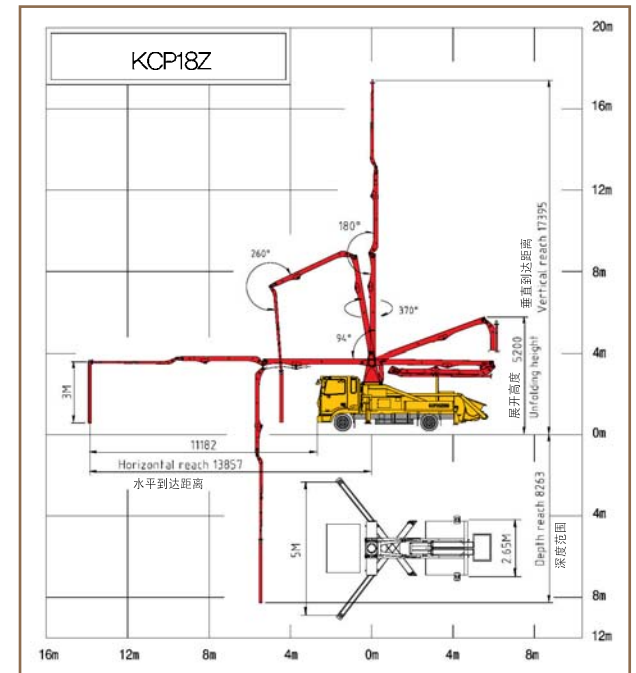 KCP18Z
20m
16m
12m
8m
4m
0m
4m
8m
12m
180°
260°
370°
94°
垂直到达距离
Vertical reach 17395
展开高度 5200
Unfolding height
3M
11182
Horizontal reach 13857
水平到达距离
5M
2.65M
Depth reach 8263
深度范围
16m 12m 8m 4m 0m 4m 8m